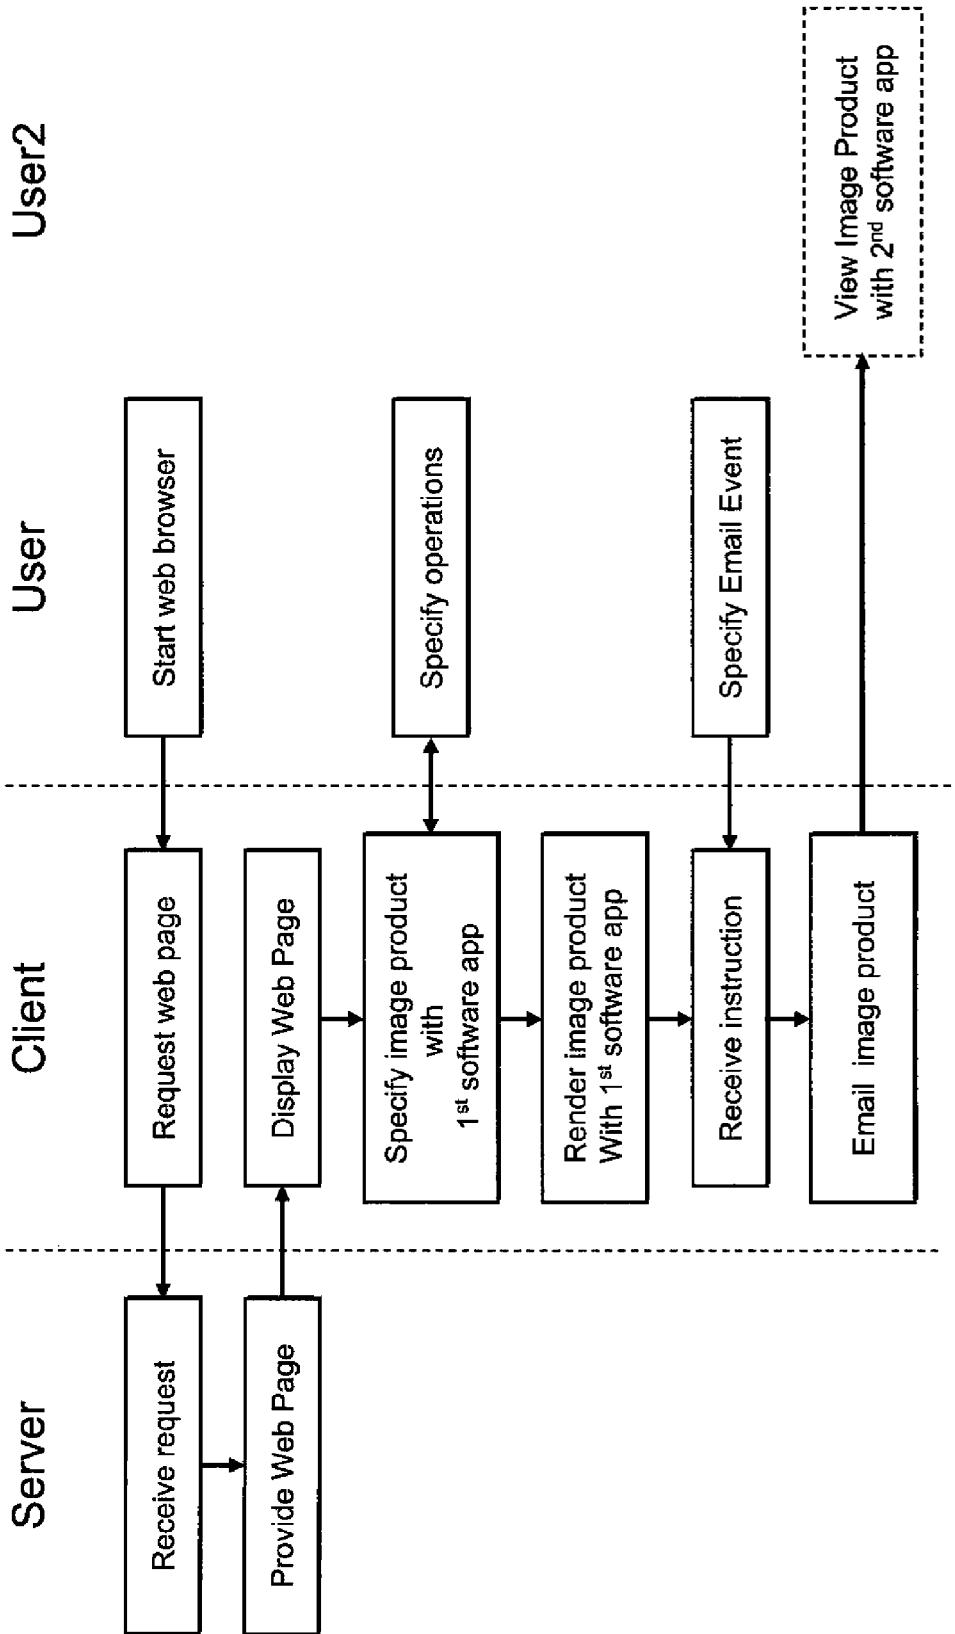 Server
Client
User
User2
Receive request
Request web page
Start web browser
Provide Web Page
Display Web Page
Specify image product
with
1st software app
Specify operations
Render image product
With 1st software app
Receive instruction
Specify Email Event
Email image product
View Image Product
with 2nd software app